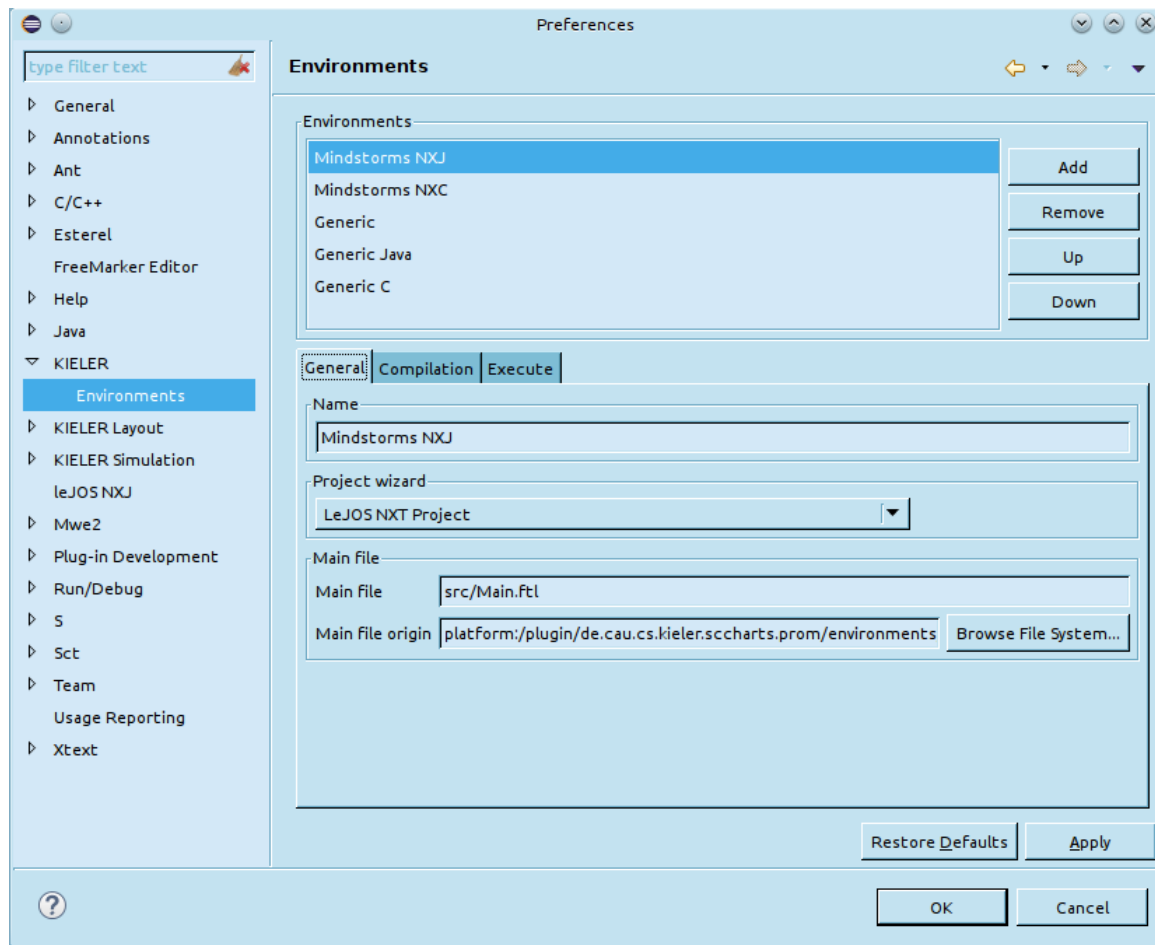 Preferences
type filter text
General
Annotations
Ant
C/C++
Esterel
FreeMarker Editor
Help
Java
KIELER
Environments
KIELER Layout
KIELER Simulation
leJOS NXJ
Mwe2
Plug-in Development
Run/Debug
S
Sct
Team
Usage Reporting
Xtext
Environments
Environments
Mindstorms NXJ
Mindstorms NXC
Generic
Generic Java
Generic C
Add
Remove
Up
Down
General Compilation Execute
Name
Mindstorms NXJ
Project wizard
LeJOS NXT Project
Main file
Main file src/Main.ftl
Main file origin platform:/plugin/de.cau.cs.kieler.sccharts.prom/environments Browse File System...
Restore Defaults Apply
? OK Cancel